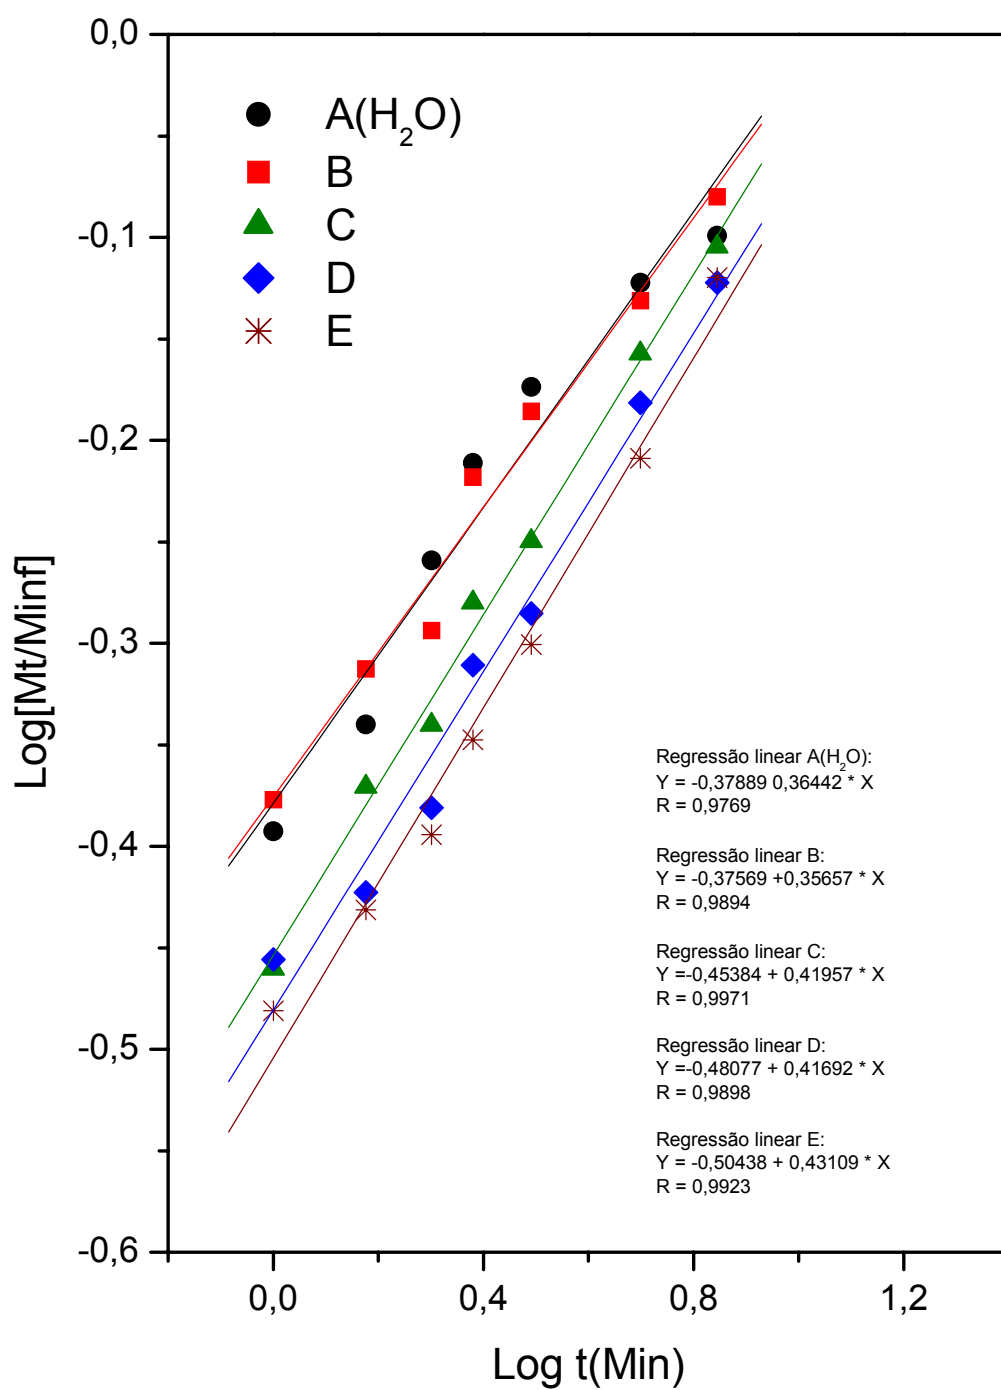 0,0
-0,1
-0,2
-0,3
-0,4
-0,5
-0,6
Log[Mt/Minf]
A(H₂O)
B
C
D
E
Regressão linear A(H₂O):
Y = -0,37889 0,36442 * X
R = 0,9769
Regressão linear B:
Y = -0,37569 +0,35657 * X
R = 0,9894
Regressão linear C:
Y =-0,45384 + 0,41957 * X
R = 0,9971
Regressão linear D:
Y =-0,48077 + 0,41692 * X
R = 0,9898
Regressão linear E:
Y = -0,50438 + 0,43109 * X
R = 0,9923
0,0 0,4 0,8 1,2
Log t(Min)